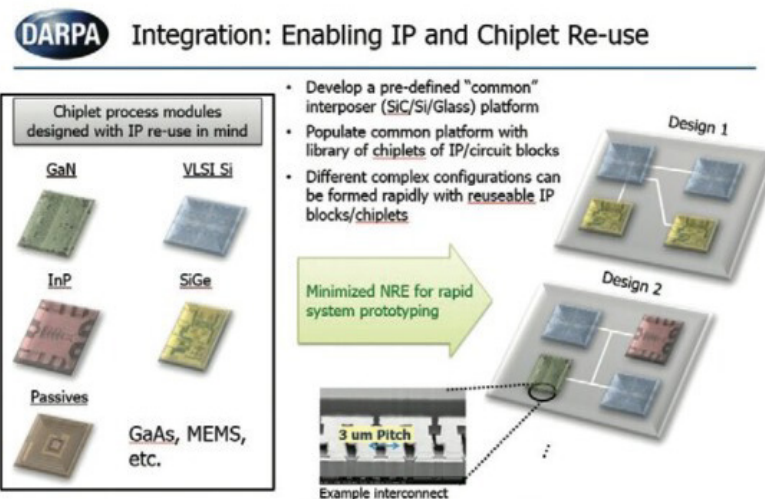 DARPA
Integration: Enabling IP and Chiplet Re-use
Chiplet process modules
designed with IP re-use in mind
GaN
VLSI Si
InP
SiGe
Passives
GaAs, MEMS,
etc.
• Develop a pre-defined “common”
interposer (SiC/Si/Glass) platform
• Populate common platform with
library of chiplets of IP/circuit blocks
• Different complex configurations can
be formed rapidly with reuseable IP
blocks/chiplets
Minimized NRE for rapid
system prototyping
Design 1
Design 2
3 um Pitch
Example interconnect